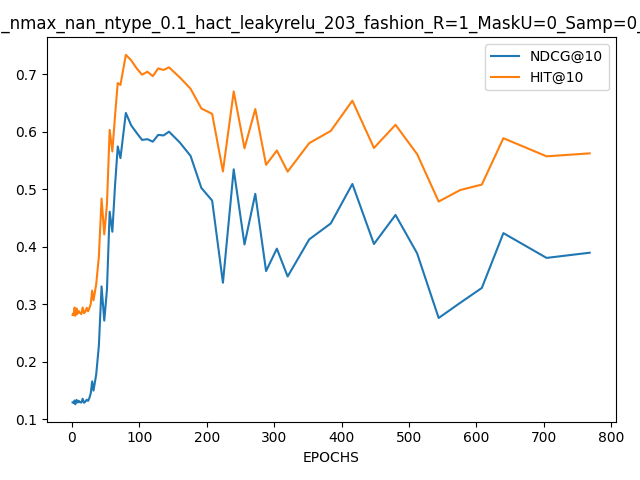 _nmax_nan_ntype_0.1_hact_leakyrelu_203_fashion_R=1_MaskU=0_Samp=0_
NDCG@10
HIT@10
0.7
0.6
0.5
0.4
0.3
0.2
0.1
0 100 200 300 400 500 600 700 800
EPOCHS